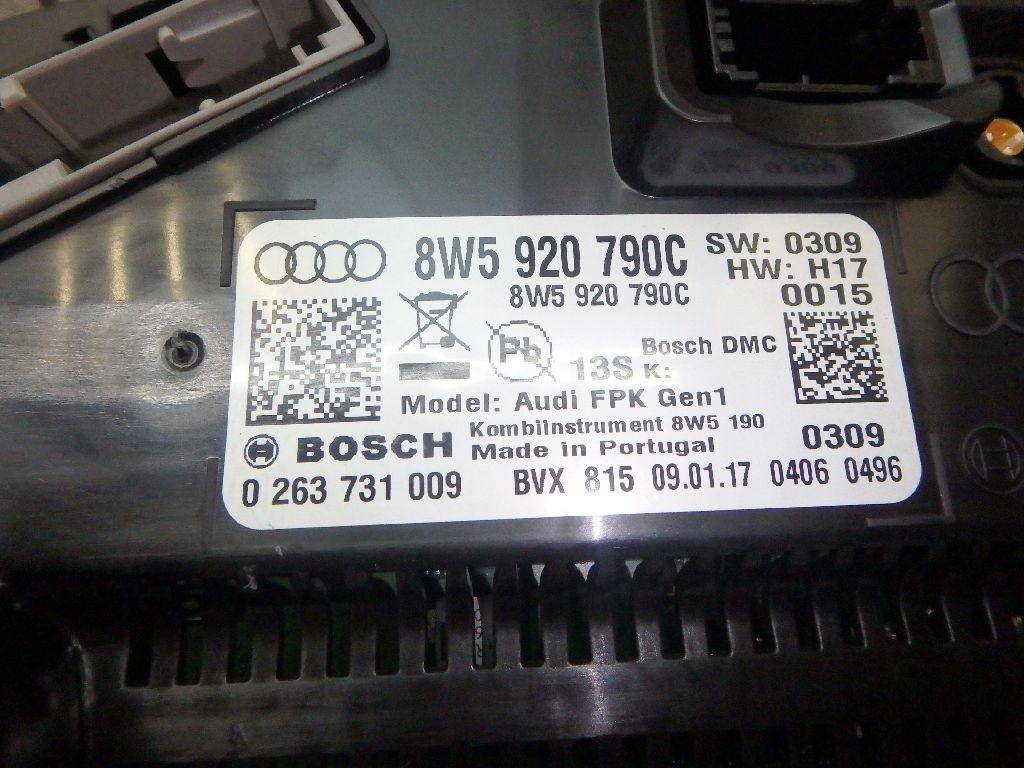 8W5 920 790C SW: 0309
HW: H17
8W5 920 790C 0015
Pb
Bosch DMC
13S K:
Model: Audi FPK Gen1
Kombiinstrument 8W5 190
BOSCH Made in Portugal 0309
0 263 731 009 BVX 815 09.01.17 0406 0496